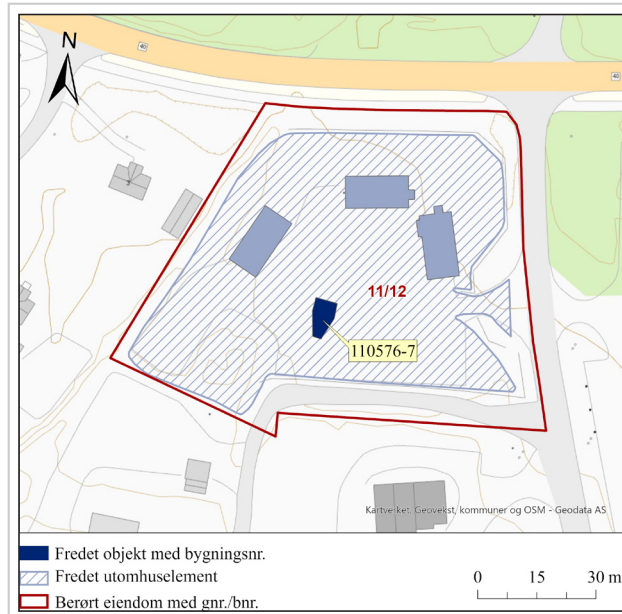 N
40
40
11/12
110576-7
Kartverket, Geovekst, kommuner og OSM - Geodata AS
Fredet objekt med bygningsnr.
Fredet utomhuselement
Berørt eiendom med gnr./bnr.
0 15 30 m